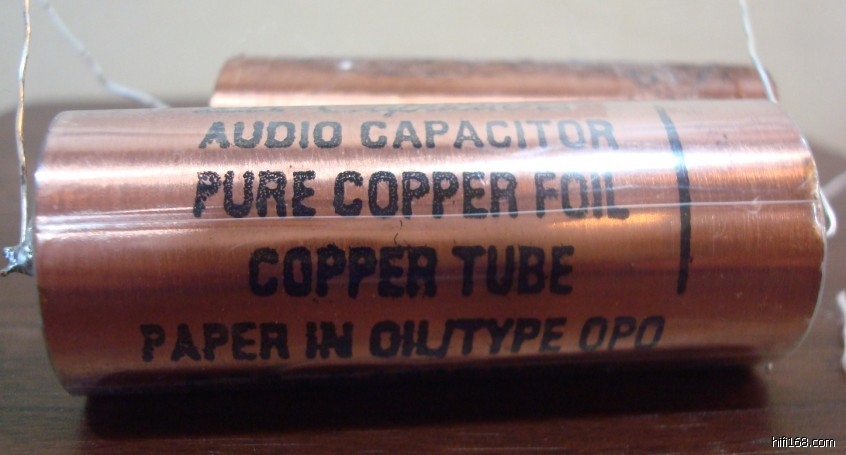 AUDIO CAPACITOR
PURE COPPER FOIL
COPPER TUBE
PAPER IN OIL/TYPE OPO
hifi168.com